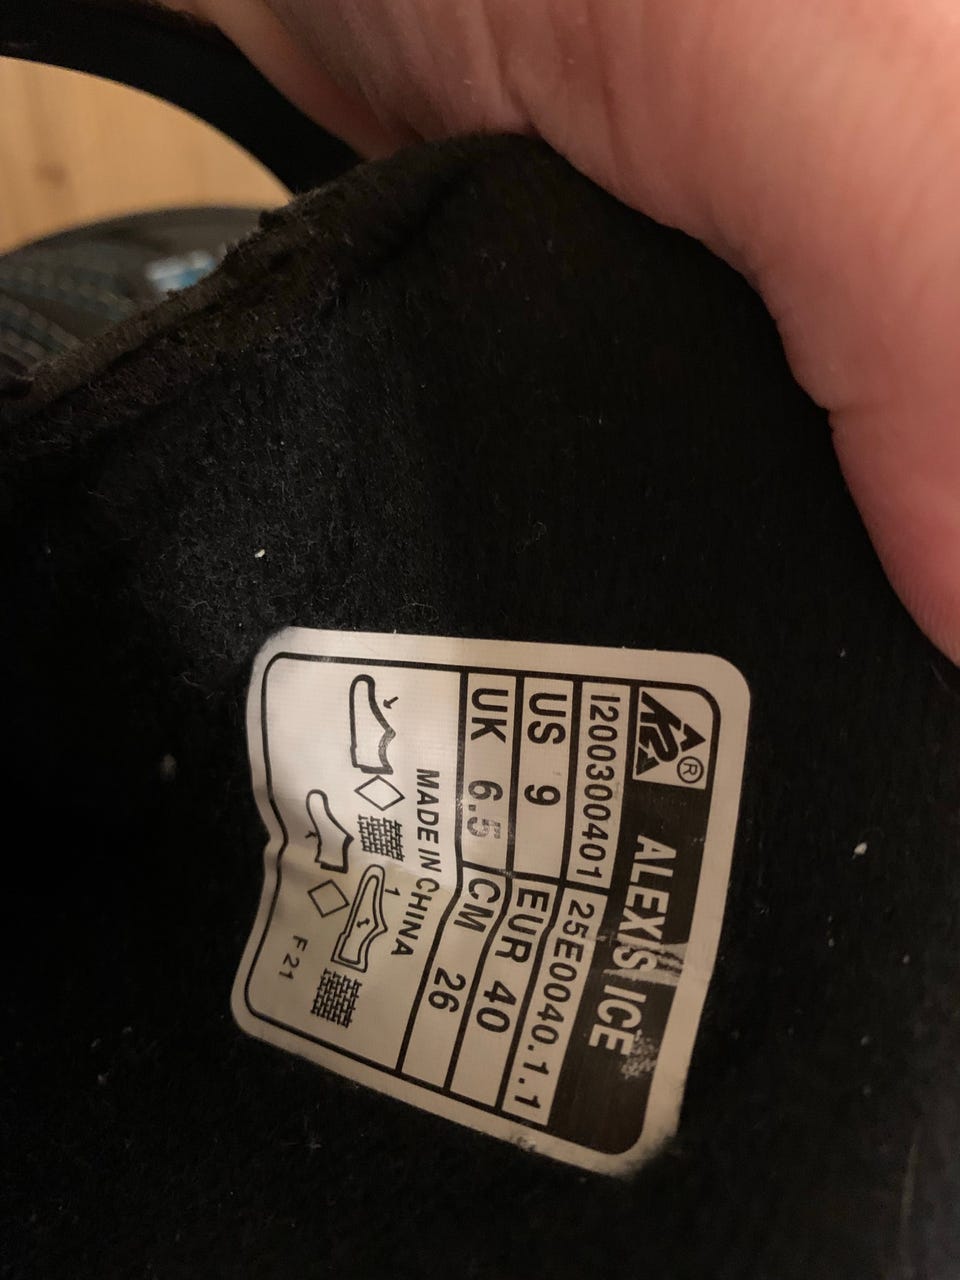 K2® ALEXIS ICE
I200300401 25E0040.1.1
US 9 EUR 40
UK 6.5 CM 26
MADE IN CHINA
1
F 21